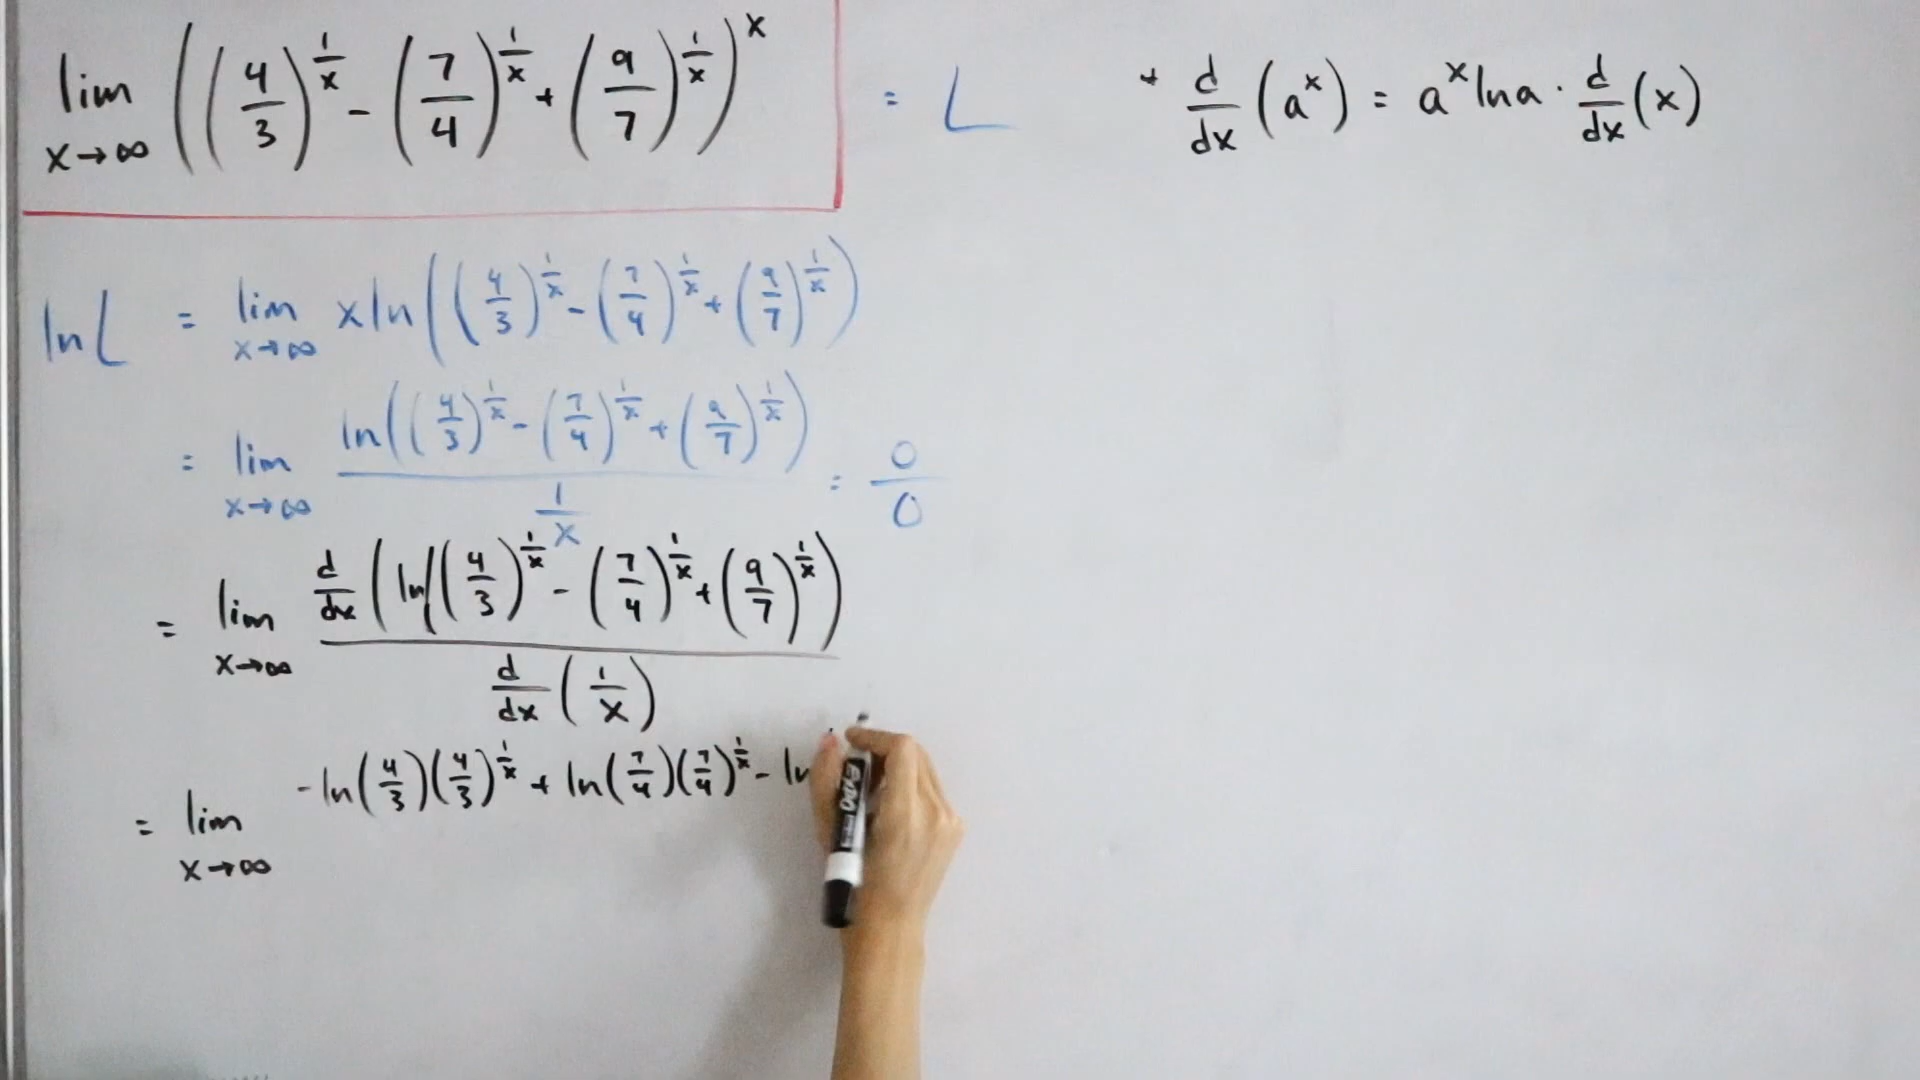 lim x→∞ ((4/3)^(1/x) - (7/4)^(1/x) + (9/7)^(1/x))^x = L
* d/dx (a^x) = a^x ln a · d/dx (x)
ln L = lim x→∞ x ln((4/3)^(1/x) - (7/4)^(1/x) + (9/7)^(1/x))
= lim x→∞ ln((4/3)^(1/x) - (7/4)^(1/x) + (9/7)^(1/x)) / (1/x) = 0/0
= lim x→∞ d/dx (ln((4/3)^(1/x) - (7/4)^(1/x) + (9/7)^(1/x)) / d/dx (1/x)
= lim x→∞ -ln(4/3)(4/3)^(1/x) + ln(7/4)(7/4)^(1/x) - ln
EXPO